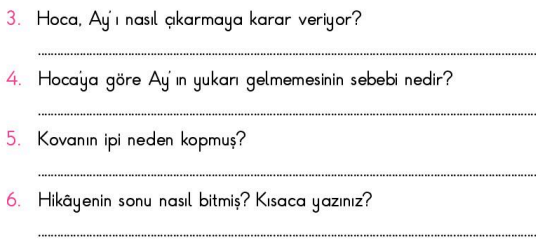 3. Hoca, Ay'ı nasıl çıkarmaya karar veriyor?
4. Hoca'ya göre Ay'ın yukarı gelmemesinin sebebi nedir?
5. Kovanın ipi neden kopmuş?
6. Hikâyenin sonu nasıl bitmiş? Kısaca yazınız?